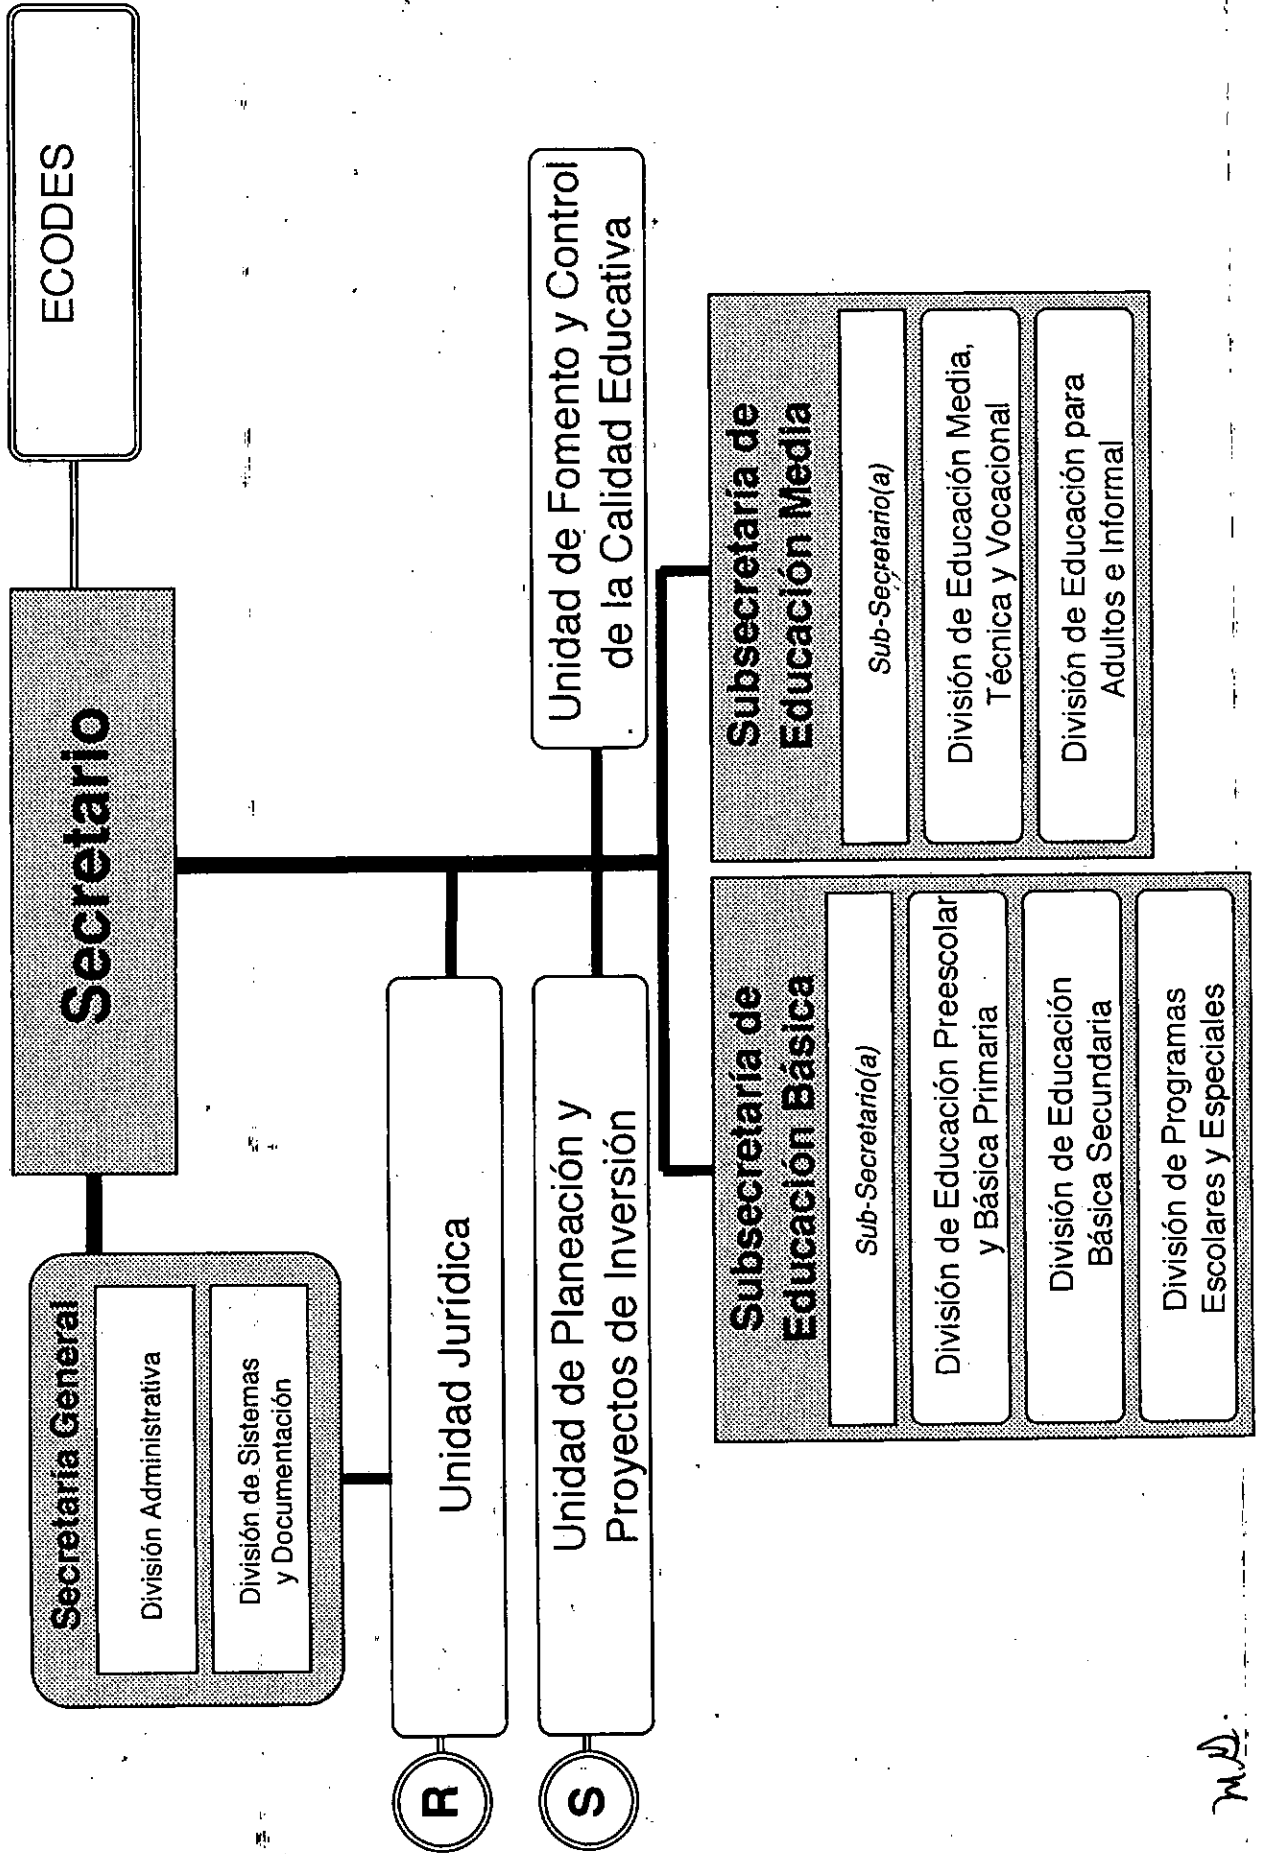 ECODES
Secretario
Secretaría General
División Administrativa
División de Sistemas
y Documentación
R
Unidad Jurídica
S
Unidad de Planeación y
Proyectos de Inversión
Unidad de Fomento y Control
de la Calidad Educativa
Subsecretaría de
Educación Básica
Sub-Secretario(a)
División de Educación Preescolar
y Básica Primaria
División de Educación
Básica Secundaria
División de Programas
Escolares y Especiales
Subsecretaría de
Educación Media
Sub-Secretario(a)
División de Educación Media,
Técnica y Vocacional
División de Educación para
Adultos e Informal